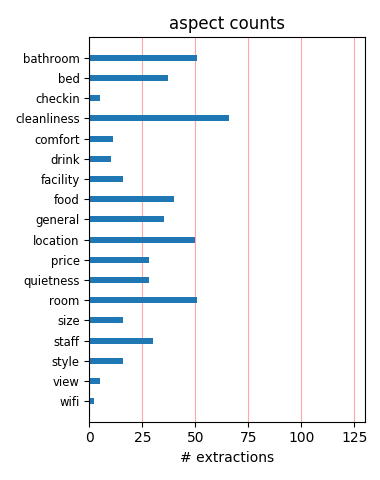 aspect counts
bathroom
bed
checkin
cleanliness
comfort
drink
facility
food
general
location
price
quietness
room
size
staff
style
view
wifi
0 25 50 75 100 125
# extractions